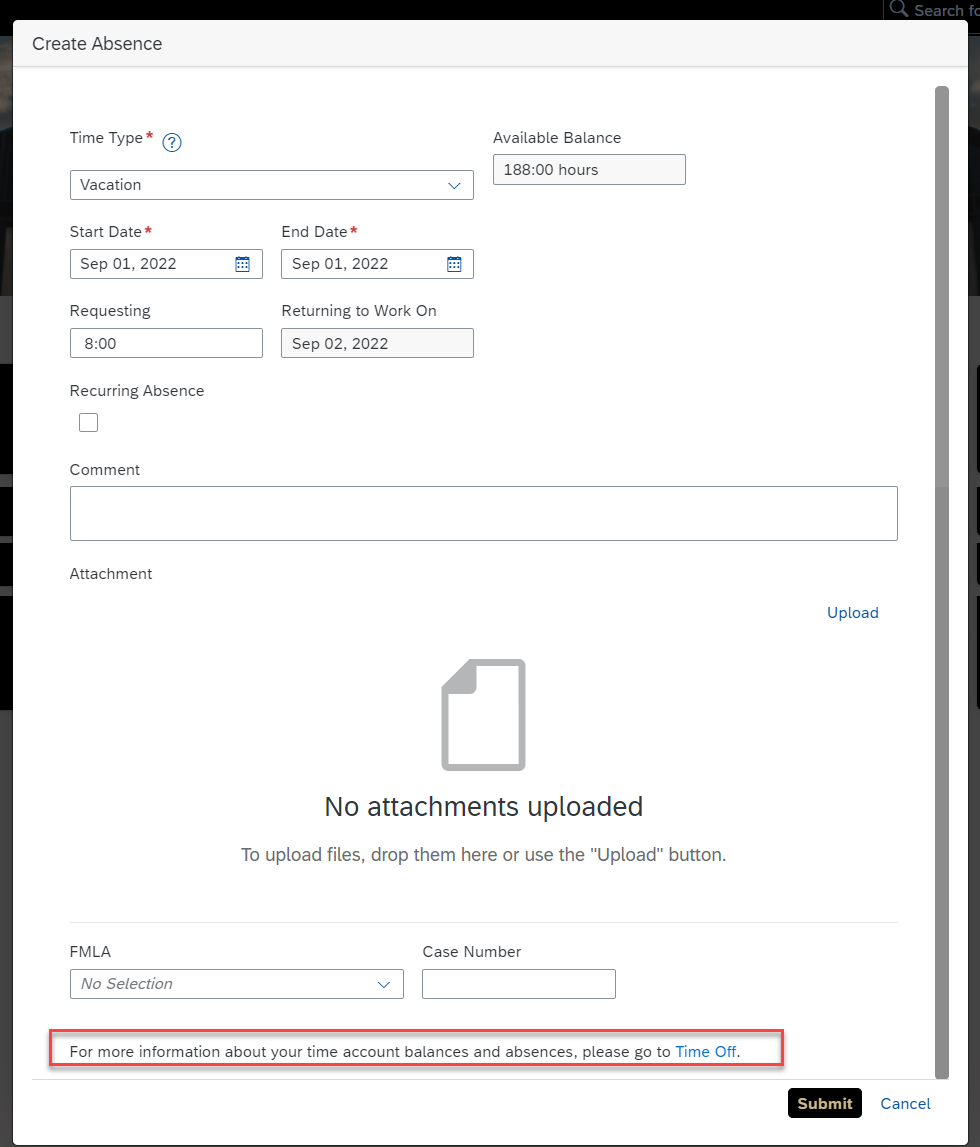 Search fo
Create Absence
Time Type* ?
Available Balance
Vacation
188:00 hours
Start Date*
End Date*
Sep 01, 2022
Sep 01, 2022
Requesting
Returning to Work On
8:00
Sep 02, 2022
Recurring Absence
Comment
Attachment
Upload
No attachments uploaded
To upload files, drop them here or use the "Upload" button.
FMLA
Case Number
No Selection
For more information about your time account balances and absences, please go to Time Off.
Submit
Cancel